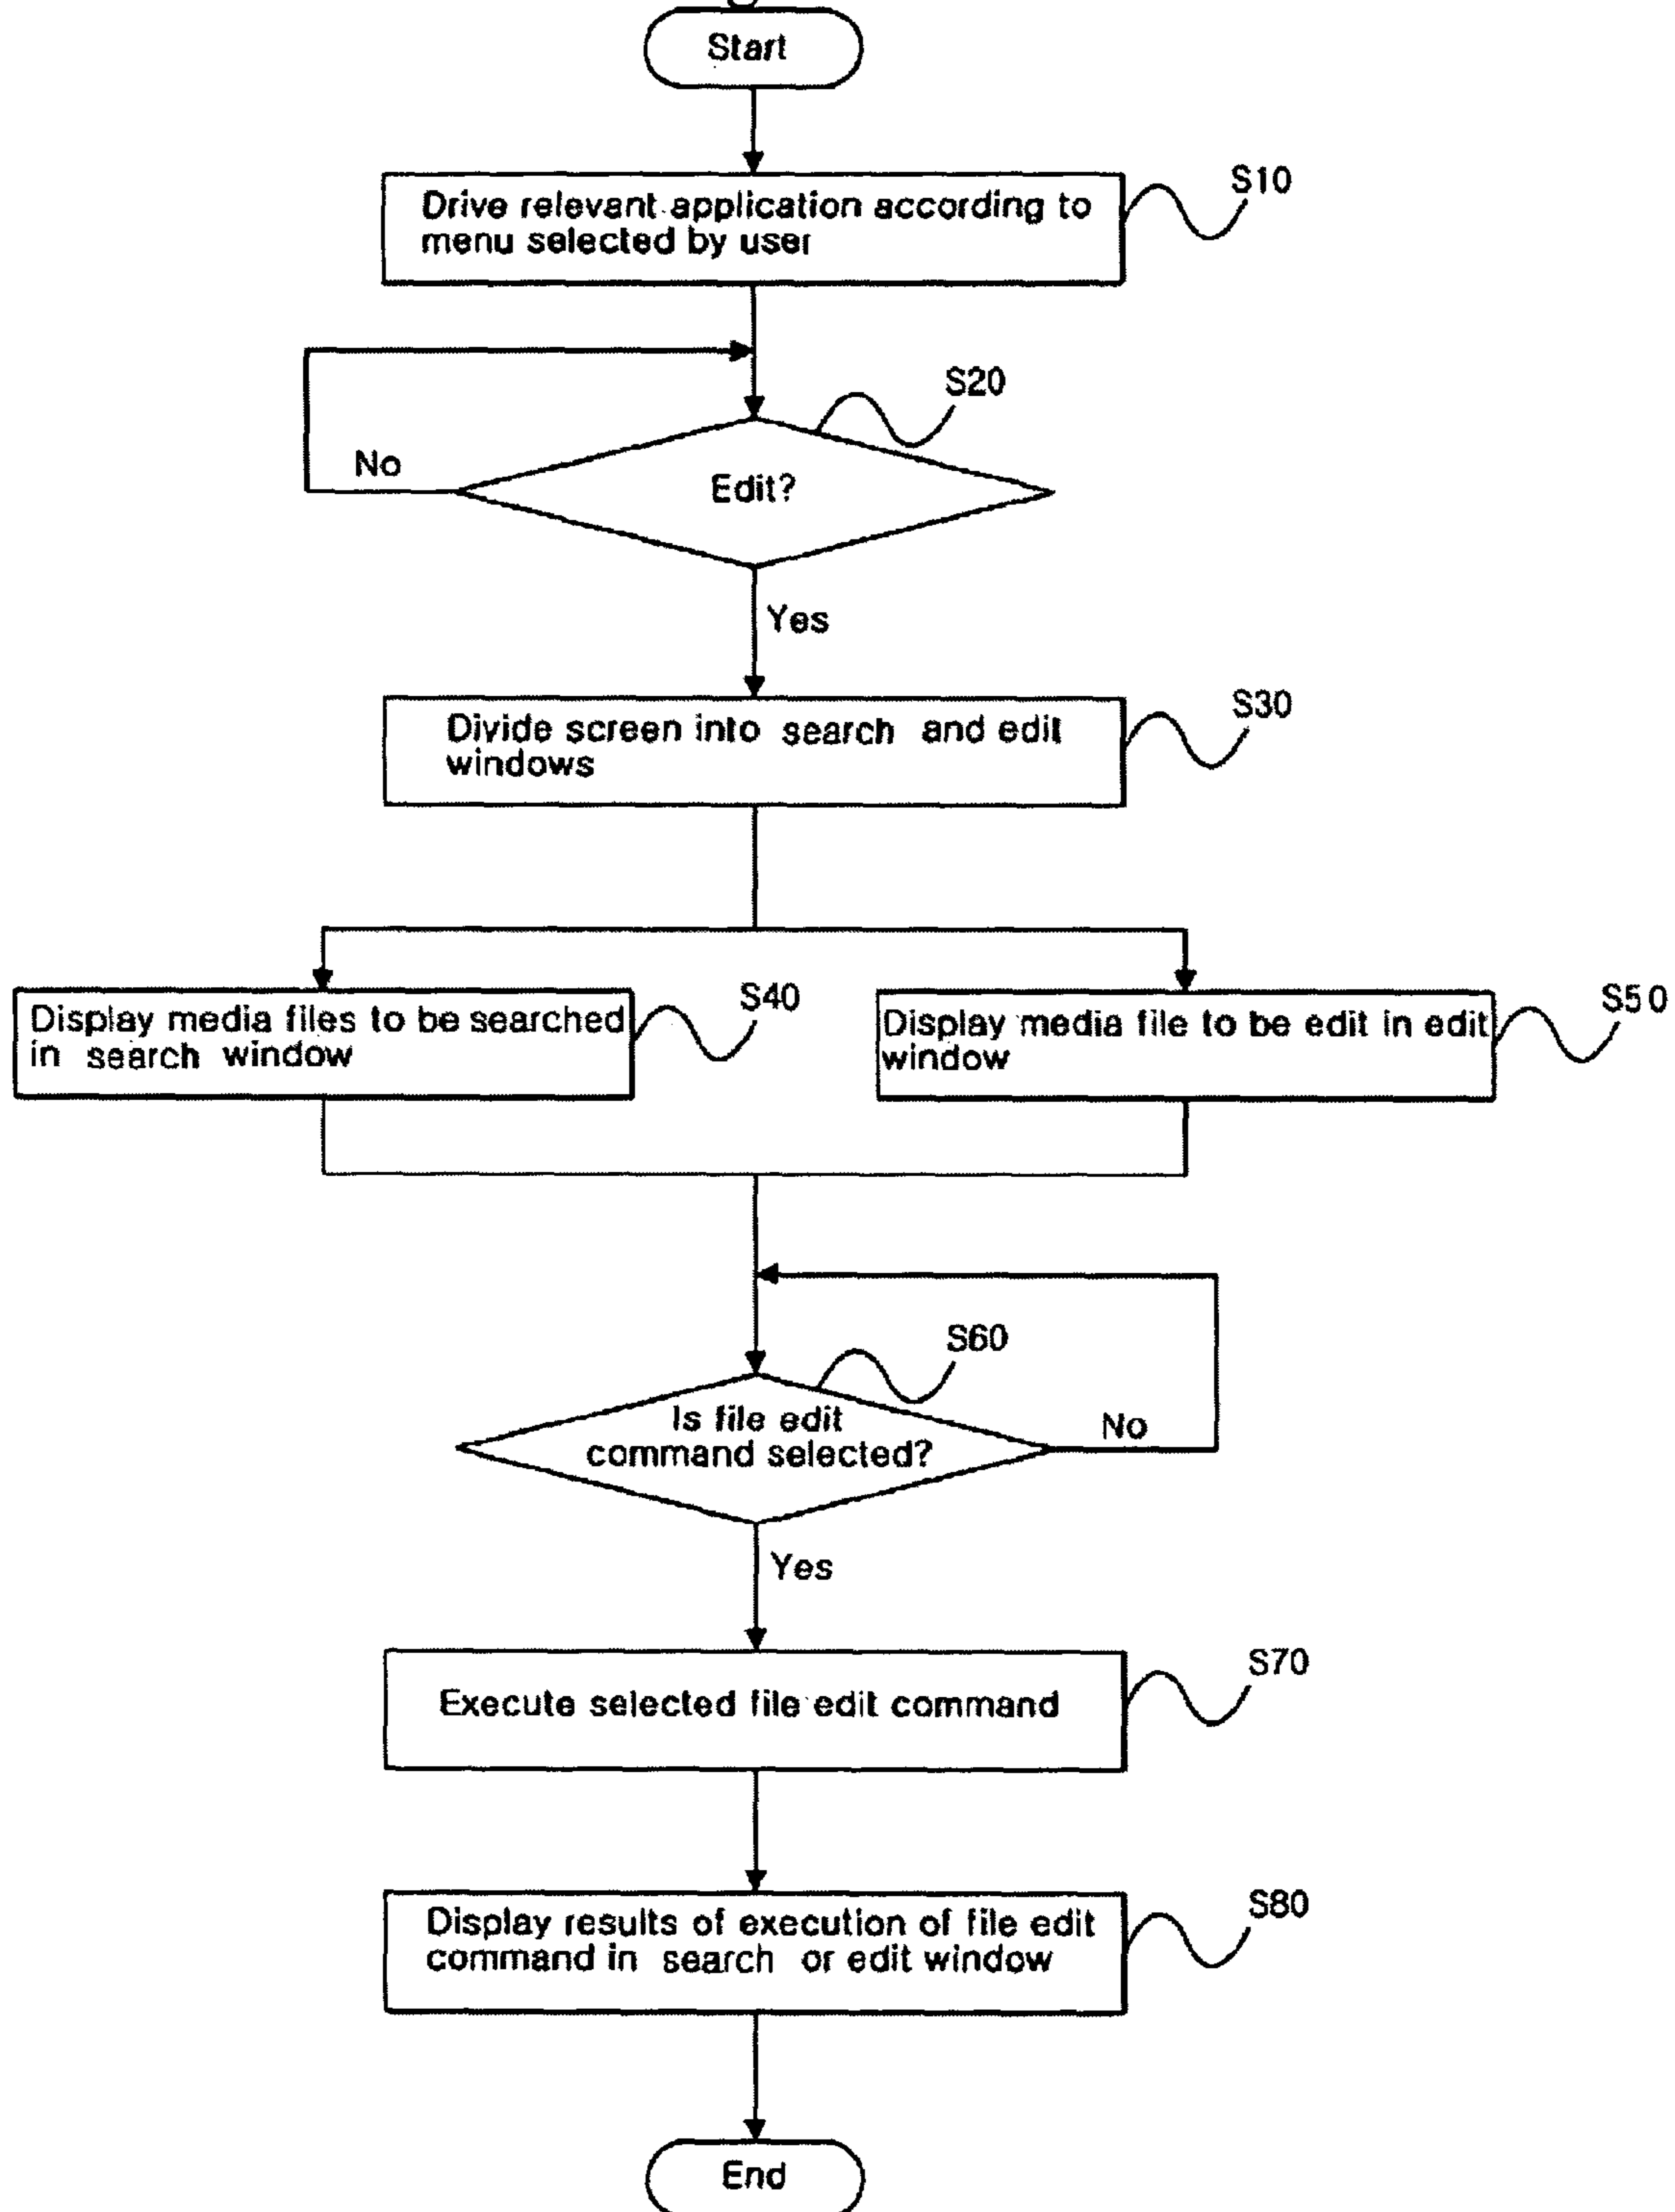 Start
Drive relevant application according to
menu selected by user
S10
S20
Edit?
No
Yes
Divide screen into search and edit
windows
S30
Display media files to be searched
in search window
S40
Display media file to be edit in edit
window
S50
S60
Is file edit
command selected?
No
Yes
Execute selected file edit command
S70
Display results of execution of file edit
command in search or edit window
S80
End